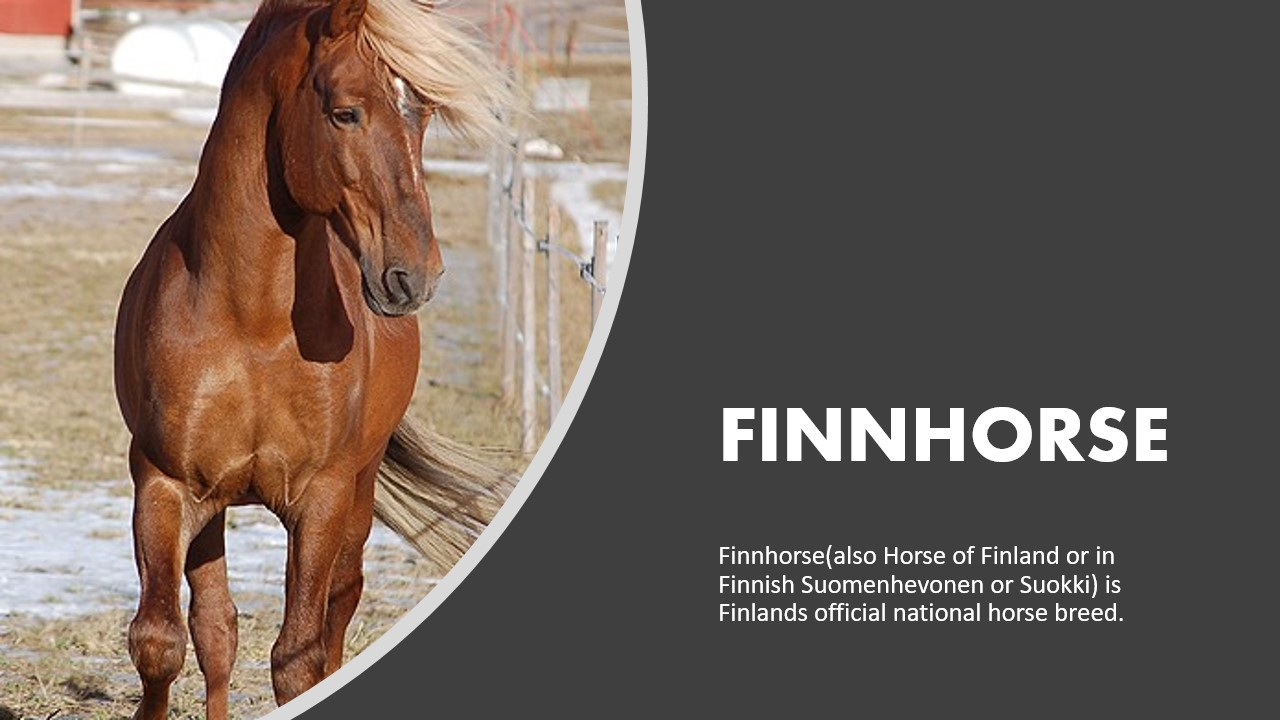 FINNHORSE
Finnhorse(also Horse of Finland or in
Finnish Suomenhevonen or Suokki) is
Finlands official national horse breed.